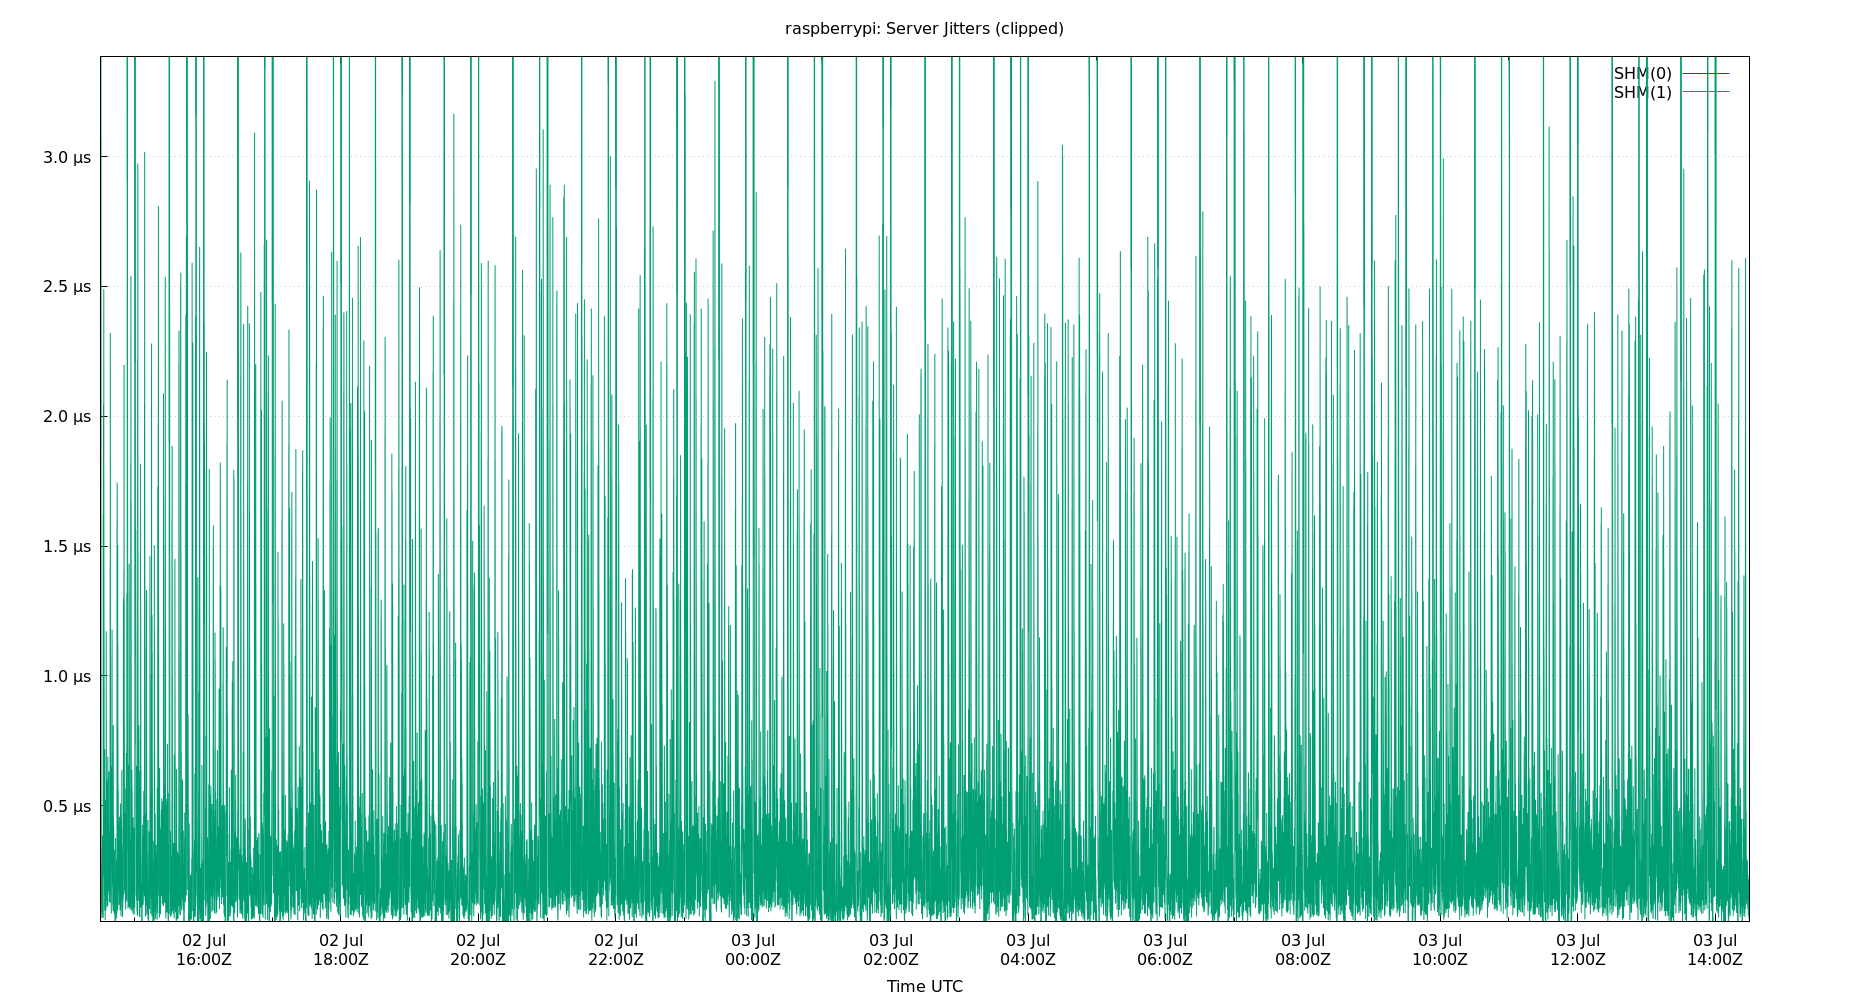 raspberrypi: Server Jitters (clipped)
SHM(0)
SHM(1)
3.0 µs
2.5 µs
2.0 µs
1.5 µs
1.0 µs
0.5 µs
02 Jul 02 Jul 02 Jul 02 Jul 03 Jul 03 Jul 03 Jul 03 Jul 03 Jul 03 Jul 03 Jul 03 Jul
16:00Z 18:00Z 20:00Z 22:00Z 00:00Z 02:00Z 04:00Z 06:00Z 08:00Z 10:00Z 12:00Z 14:00Z
Time UTC